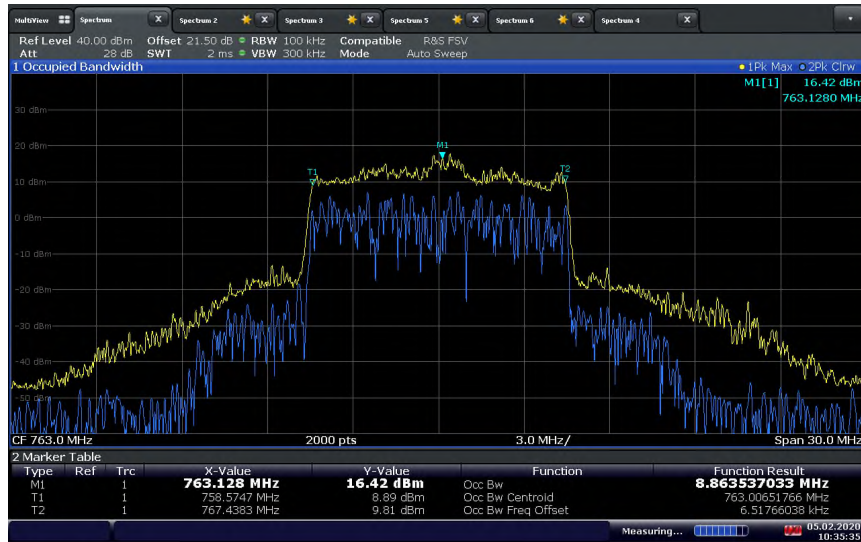 MultiView Spectrum X Spectrum 2 X Spectrum 3 X Spectrum 5 X Spectrum 6 X Spectrum 4 X
Ref Level 40.00 dBm Offset 21.50 dB RBW 100 kHz Compatible R&S FSV
Att 28 dB SWT 2 ms VBW 300 kHz Mode Auto Sweep
1 Occupied Bandwidth 1Pk Max 2Pk Clrw
M1[1] 16.42 dBm
763.1280 MHz
30 dBm
20 dBm
M1
T1
T2
10 dBm
0 dBm
-10 dBm
-20 dBm
-30 dBm
-40 dBm
-50 dBm
CF 763.0 MHz 2000 pts 3.0 MHz/ Span 30.0 MHz
2 Marker Table
Type Ref Trc X-Value Y-Value Function Function Result
M1 1 763.128 MHz 16.42 dBm Occ Bw 8.863537033 MHz
T1 1 758.5747 MHz 8.89 dBm Occ Bw Centroid 763.00651766 MHz
T2 1 767.4383 MHz 9.81 dBm Occ Bw Freq Offset 6.51766038 kHz
Measuring... 05.02.2020
10:35:35